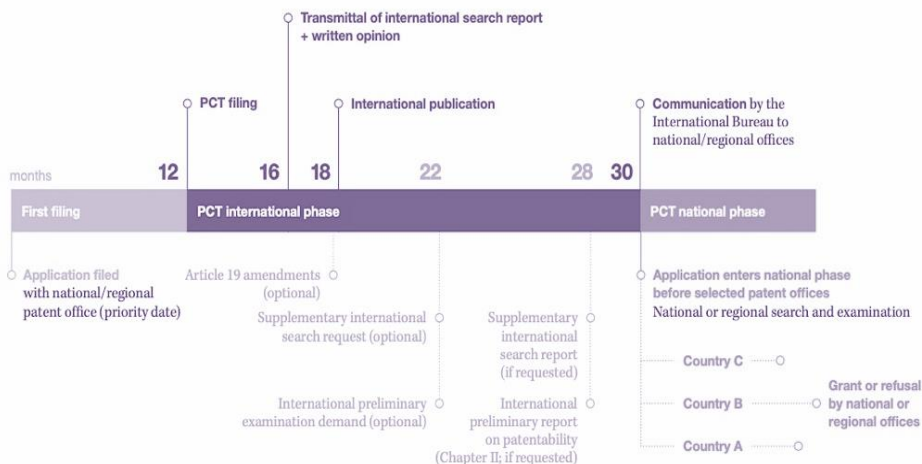 Transmittal of international search report
+ written opinion
PCT filing
International publication
Communication by the
International Bureau to
national/regional offices
months
12
16
18
22
28
30
First filing
PCT international phase
PCT national phase
Application filed
with national/regional
patent office (priority date)
Article 19 amendments
(optional)
Supplementary international
search request (optional)
International preliminary
examination demand (optional)
Supplementary
international
search report
(if requested)
International
preliminary report
on patentability
(Chapter II; if requested)
Application enters national phase
before selected patent offices
National or regional search and examination
Country C
Country B
Country A
Grant or refusal
by national or
regional offices